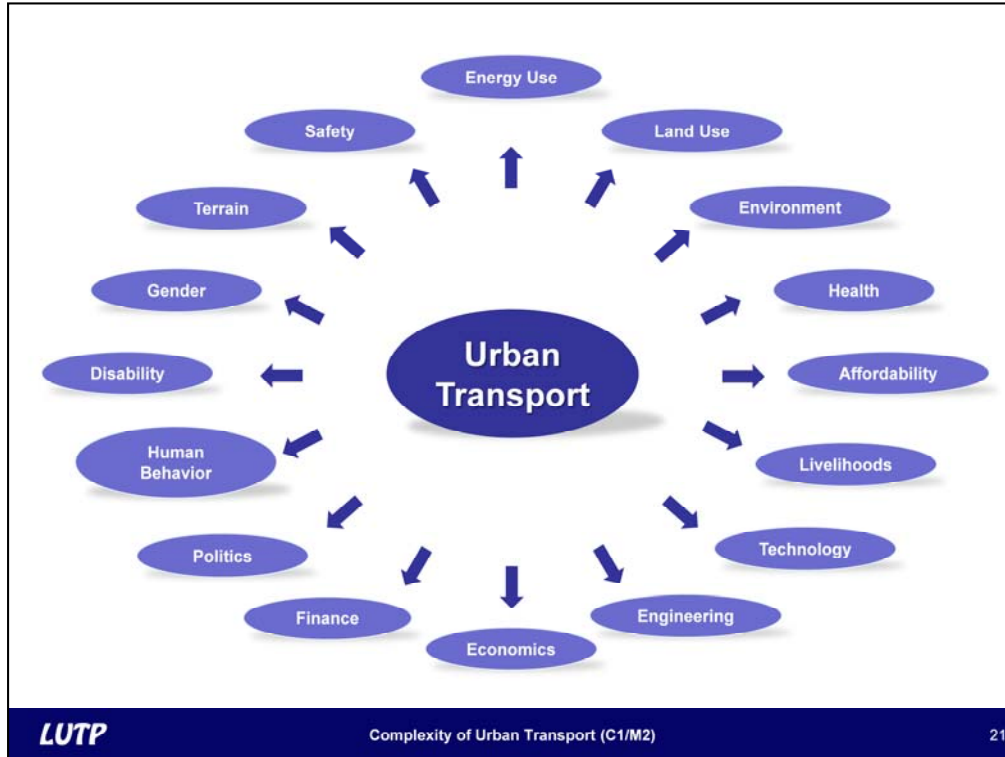 Energy Use
Safety
Land Use
Terrain
Environment
Gender
Health
Urban
Transport
Disability
Affordability
Human
Behavior
Livelihoods
Politics
Technology
Finance
Engineering
Economics
LUTP
Complexity of Urban Transport (C1/M2)
21